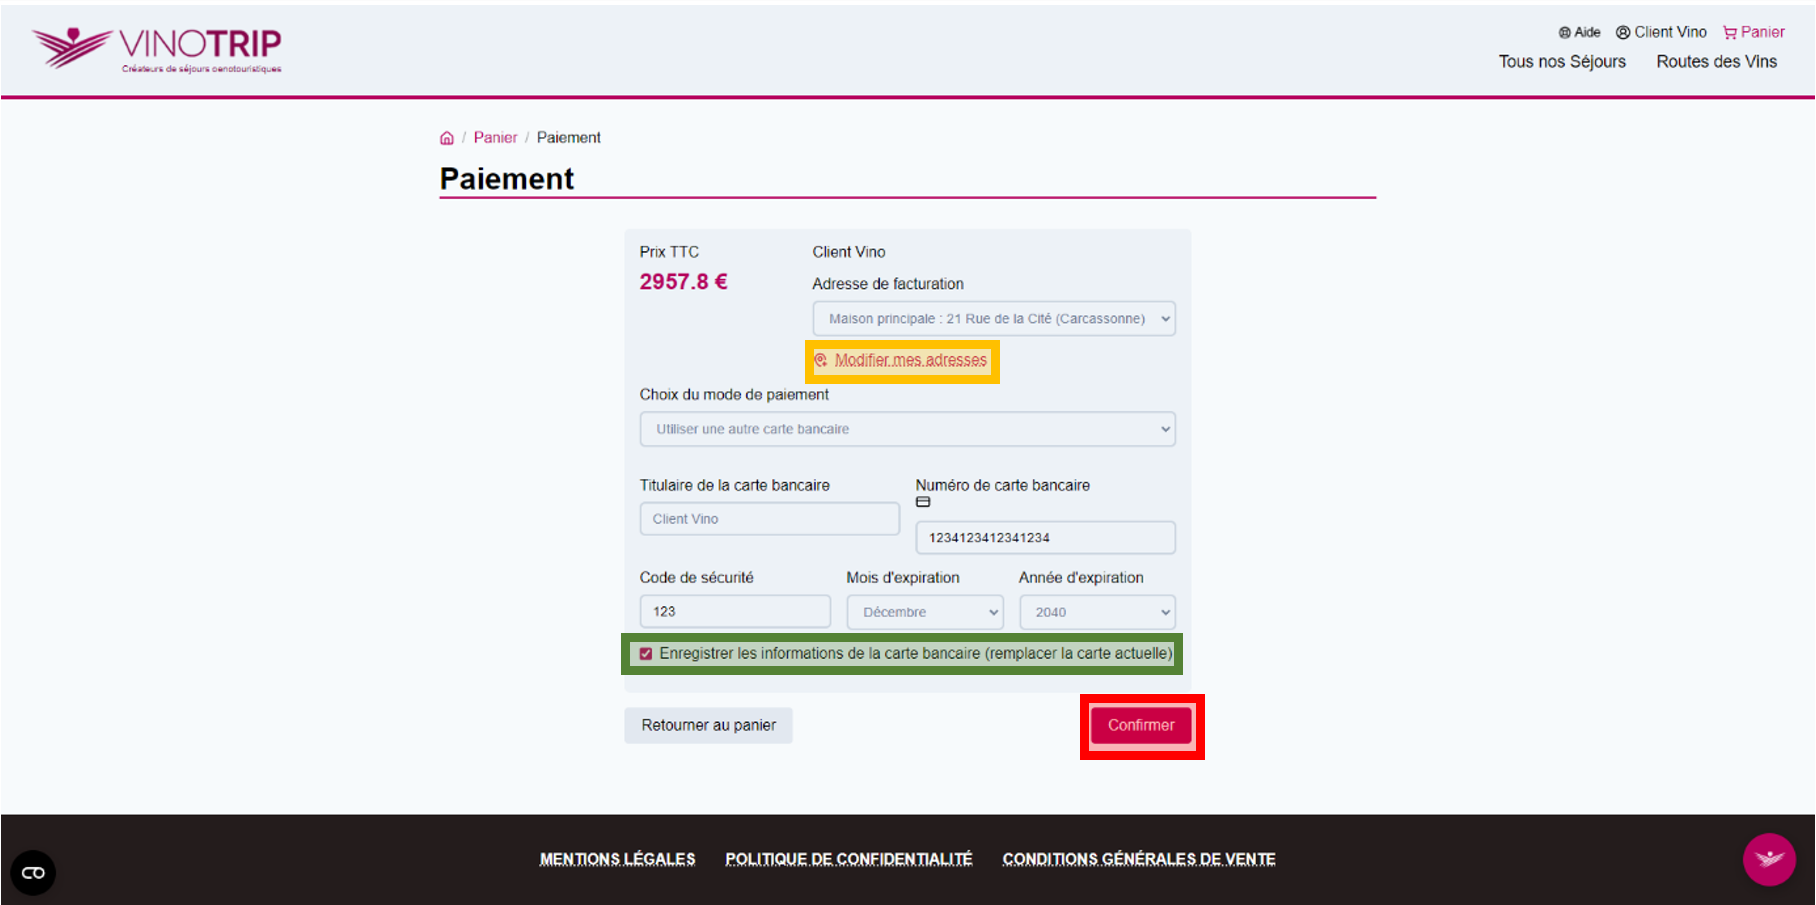 VINOTRIP
Créateurs de séjours oenotouristiques
Aide Client Vino Panier
Tous nos Séjours Routes des Vins
/ Panier / Paiement
Paiement
Prix TTC
2957.8 €
Client Vino
Adresse de facturation
Maison principale : 21 Rue de la Cité (Carcassonne)
Modifier mes adresses
Choix du mode de paiement
Utiliser une autre carte bancaire
Titulaire de la carte bancaire
Client Vino
Numéro de carte bancaire
1234123412341234
Code de sécurité
123
Mois d'expiration
Décembre
Année d'expiration
2040
Enregistrer les informations de la carte bancaire (remplacer la carte actuelle)
Retourner au panier
Confirmer
MENTIONS LÉGALES POLITIQUE DE CONFIDENTIALITÉ CONDITIONS GÉNÉRALES DE VENTE